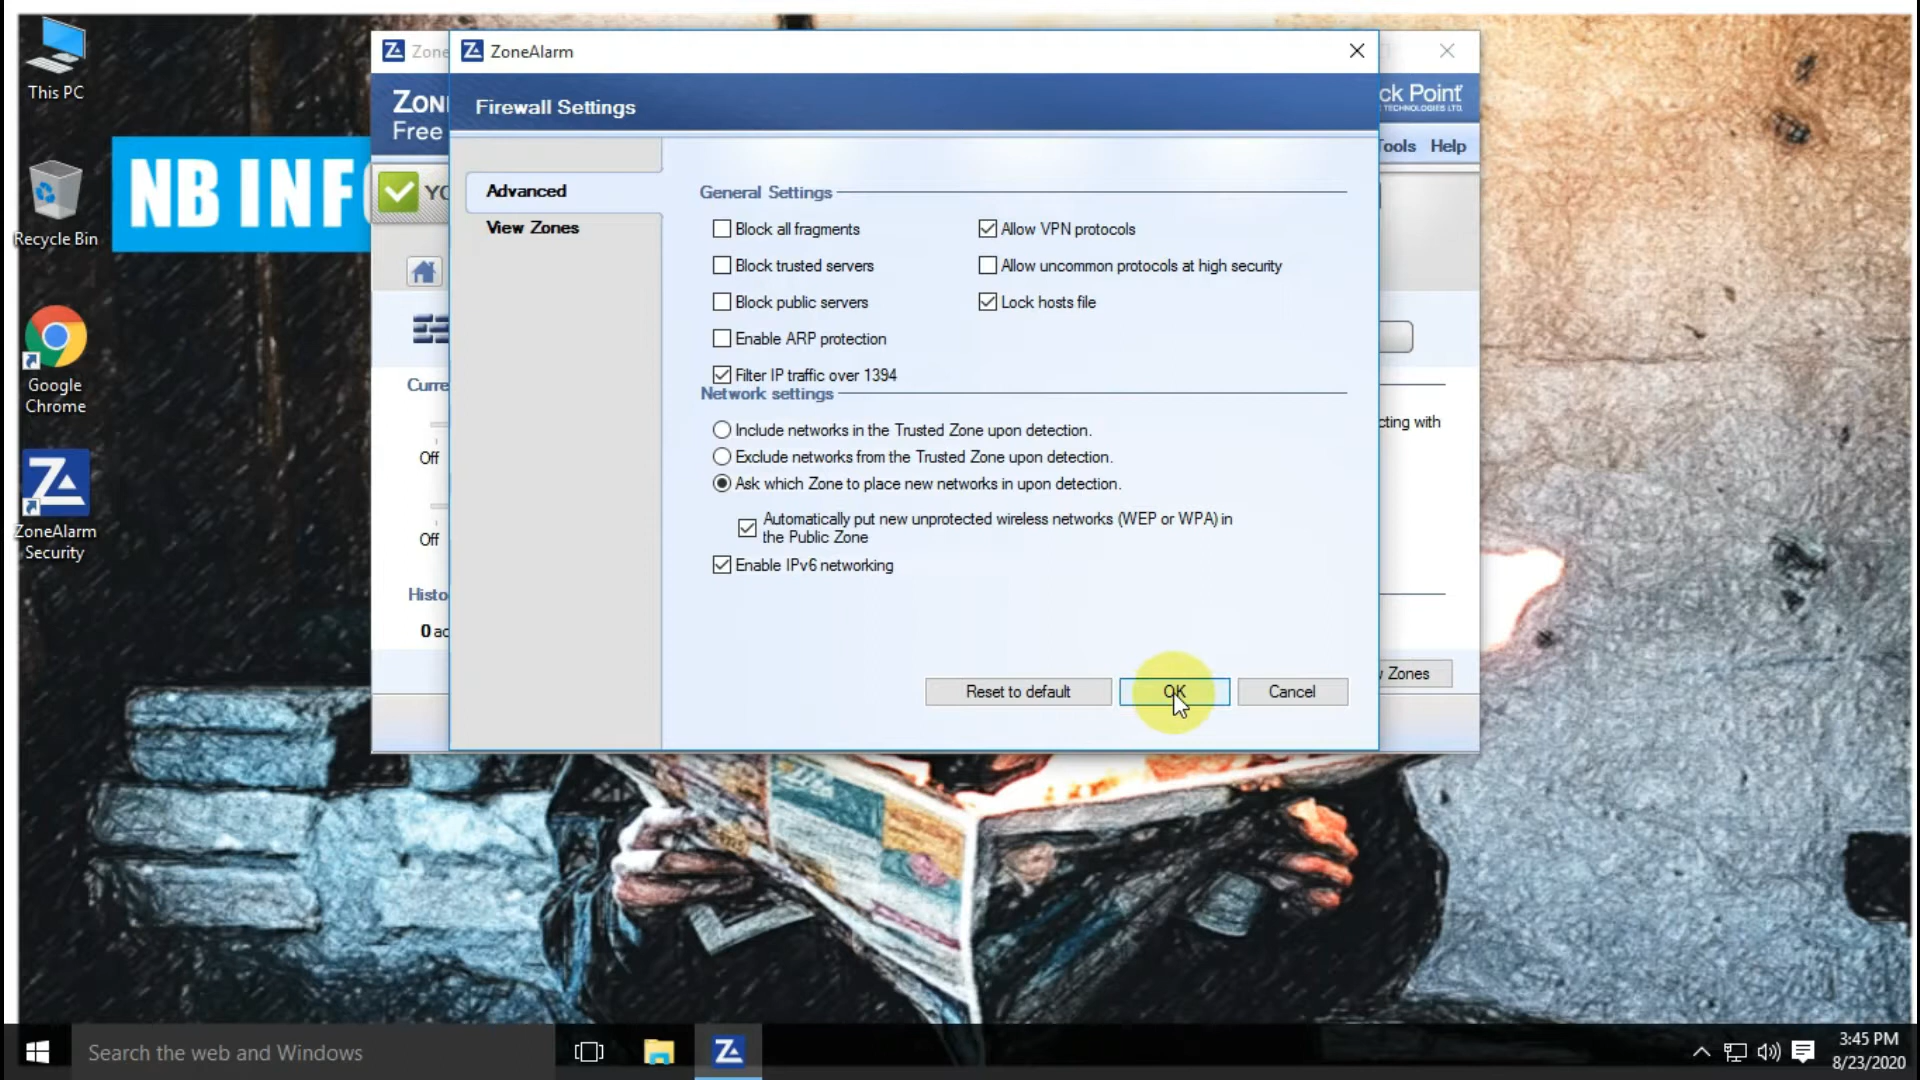 This PC
Recycle Bin
Google
Chrome
ZoneAlarm
Security
NB INF
Zone
ZoneAlarm
ZON
Free
Firewall Settings
ck Point
TECHNOLOGIES LTD.
Tools Help
YO
Advanced
View Zones
General Settings
Block all fragments
Allow VPN protocols
Block trusted servers
Allow uncommon protocols at high security
Block public servers
Lock hosts file
Enable ARP protection
Filter IP traffic over 1394
Network settings
Include networks in the Trusted Zone upon detection.
Exclude networks from the Trusted Zone upon detection.
Ask which Zone to place new networks in upon detection.
Automatically put new unprotected wireless networks (WEP or WPA) in
the Public Zone
Enable IPv6 networking
Reset to default
OK
Cancel
Curre
Off
Off
Histo
0 ac
cting with
Zones
Search the web and Windows
3:45 PM
8/23/2020